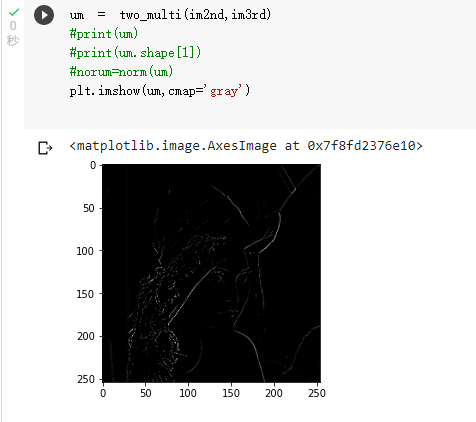 um = two_multi(im2nd,im3rd)
0
#print(um)
秒
#print(um.shape[1])
#norum=norm(um)
plt.imshow(um,cmap='gray')
<matplotlib.image.AxesImage at 0x7f8fd2376e10>
0
50
100
150
200
250
0 50 100 150 200 250